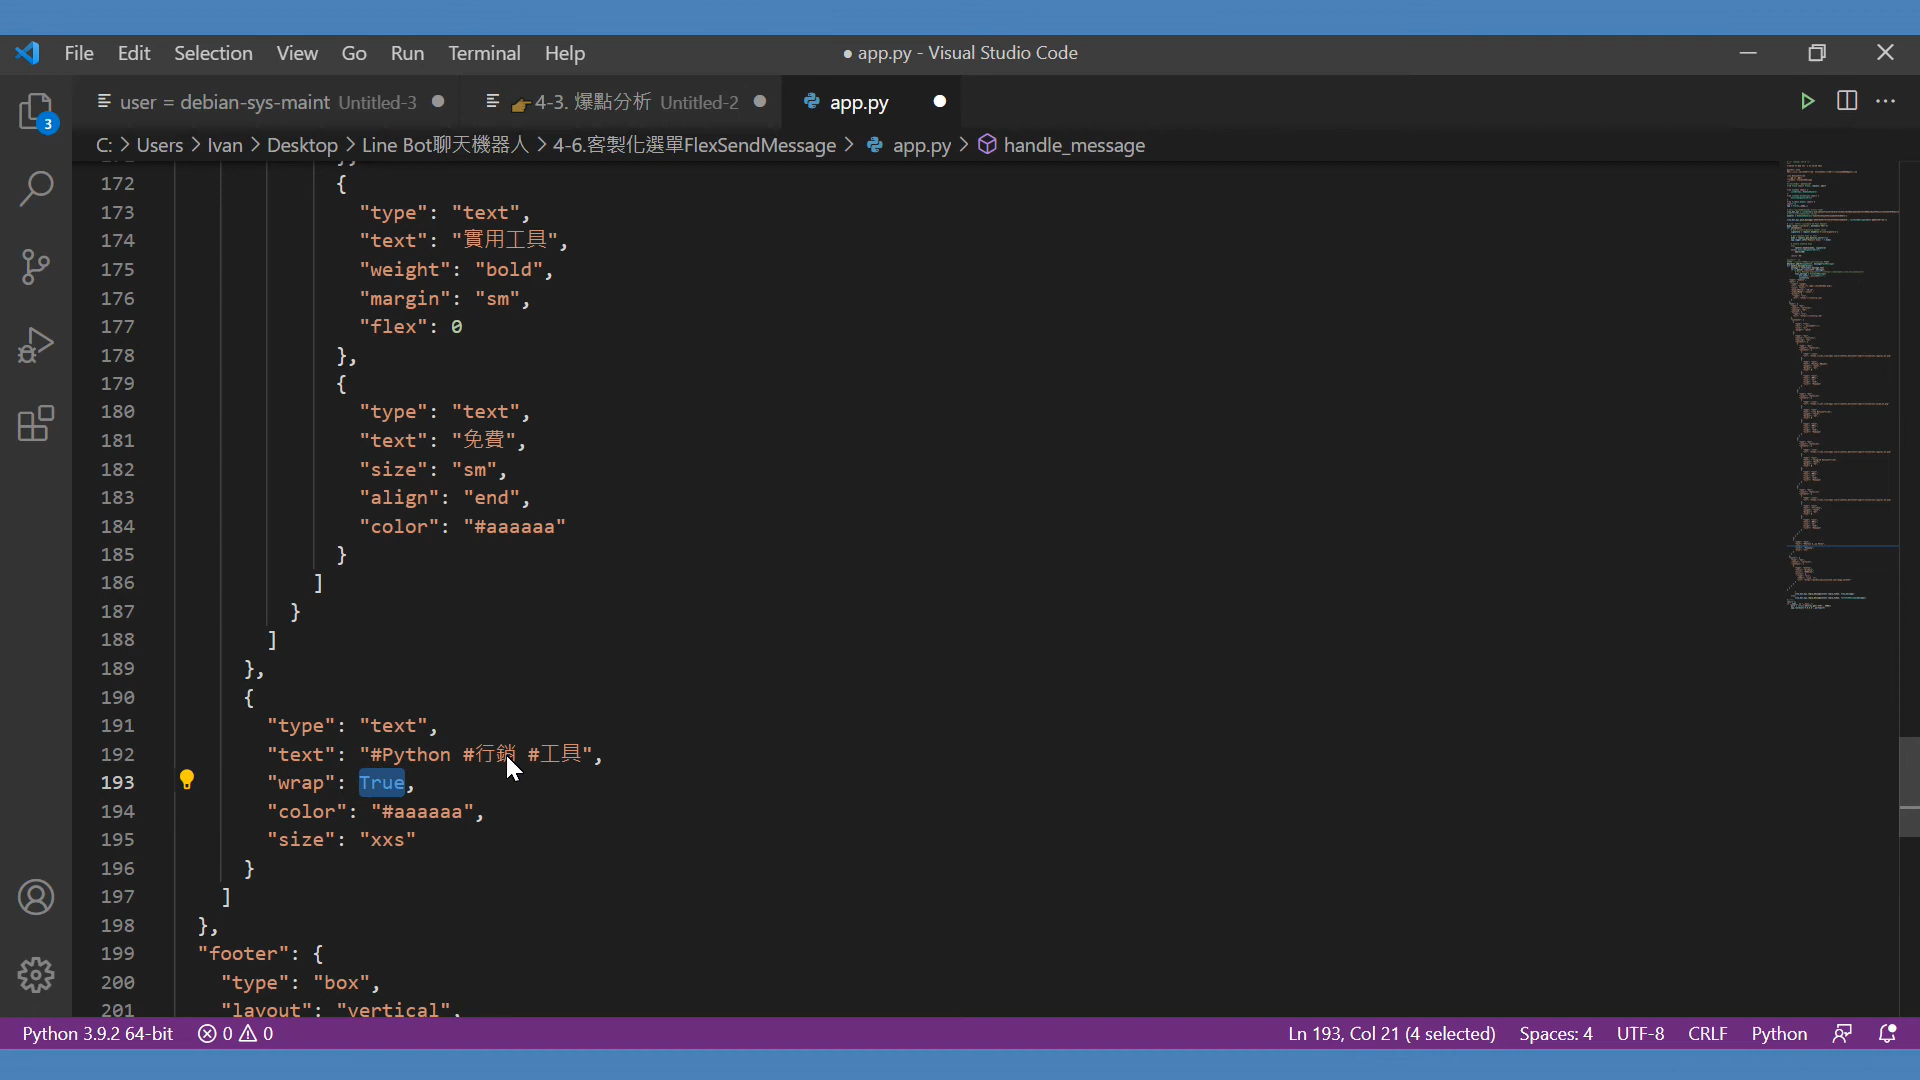 File Edit Selection View Go Run Terminal Help ● app.py - Visual Studio Code
user = debian-sys-maint Untitled-3 ● 👉4-3. 爆點分析 Untitled-2 ● app.py ●
C: > Users > Ivan > Desktop > Line Bot聊天機器人 > 4-6.客製化選單FlexSendMessage > app.py > handle_message
3
172 {
173 "type": "text",
174 "text": "實用工具",
175 "weight": "bold",
176 "margin": "sm",
177 "flex": 0
178 },
179 {
180 "type": "text",
181 "text": "免費",
182 "size": "sm",
183 "align": "end",
184 "color": "#aaaaaa"
185 }
186 ]
187 }
188 ]
189 },
190 {
191 "type": "text",
192 "text": "#Python #行銷 #工具",
193 "wrap": True,
194 "color": "#aaaaaa",
195 "size": "xxs"
196 }
197 ]
198 },
199 "footer": {
200 "type": "box",
201 "layout": "vertical",
Python 3.9.2 64-bit 0 0 Ln 193, Col 21 (4 selected) Spaces: 4 UTF-8 CRLF Python